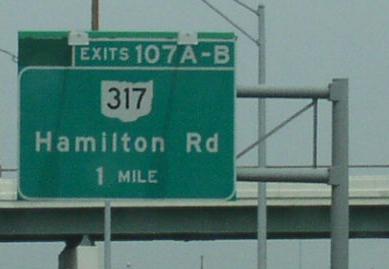 EXITS 107A-B
317
Hamilton Rd
1 MILE